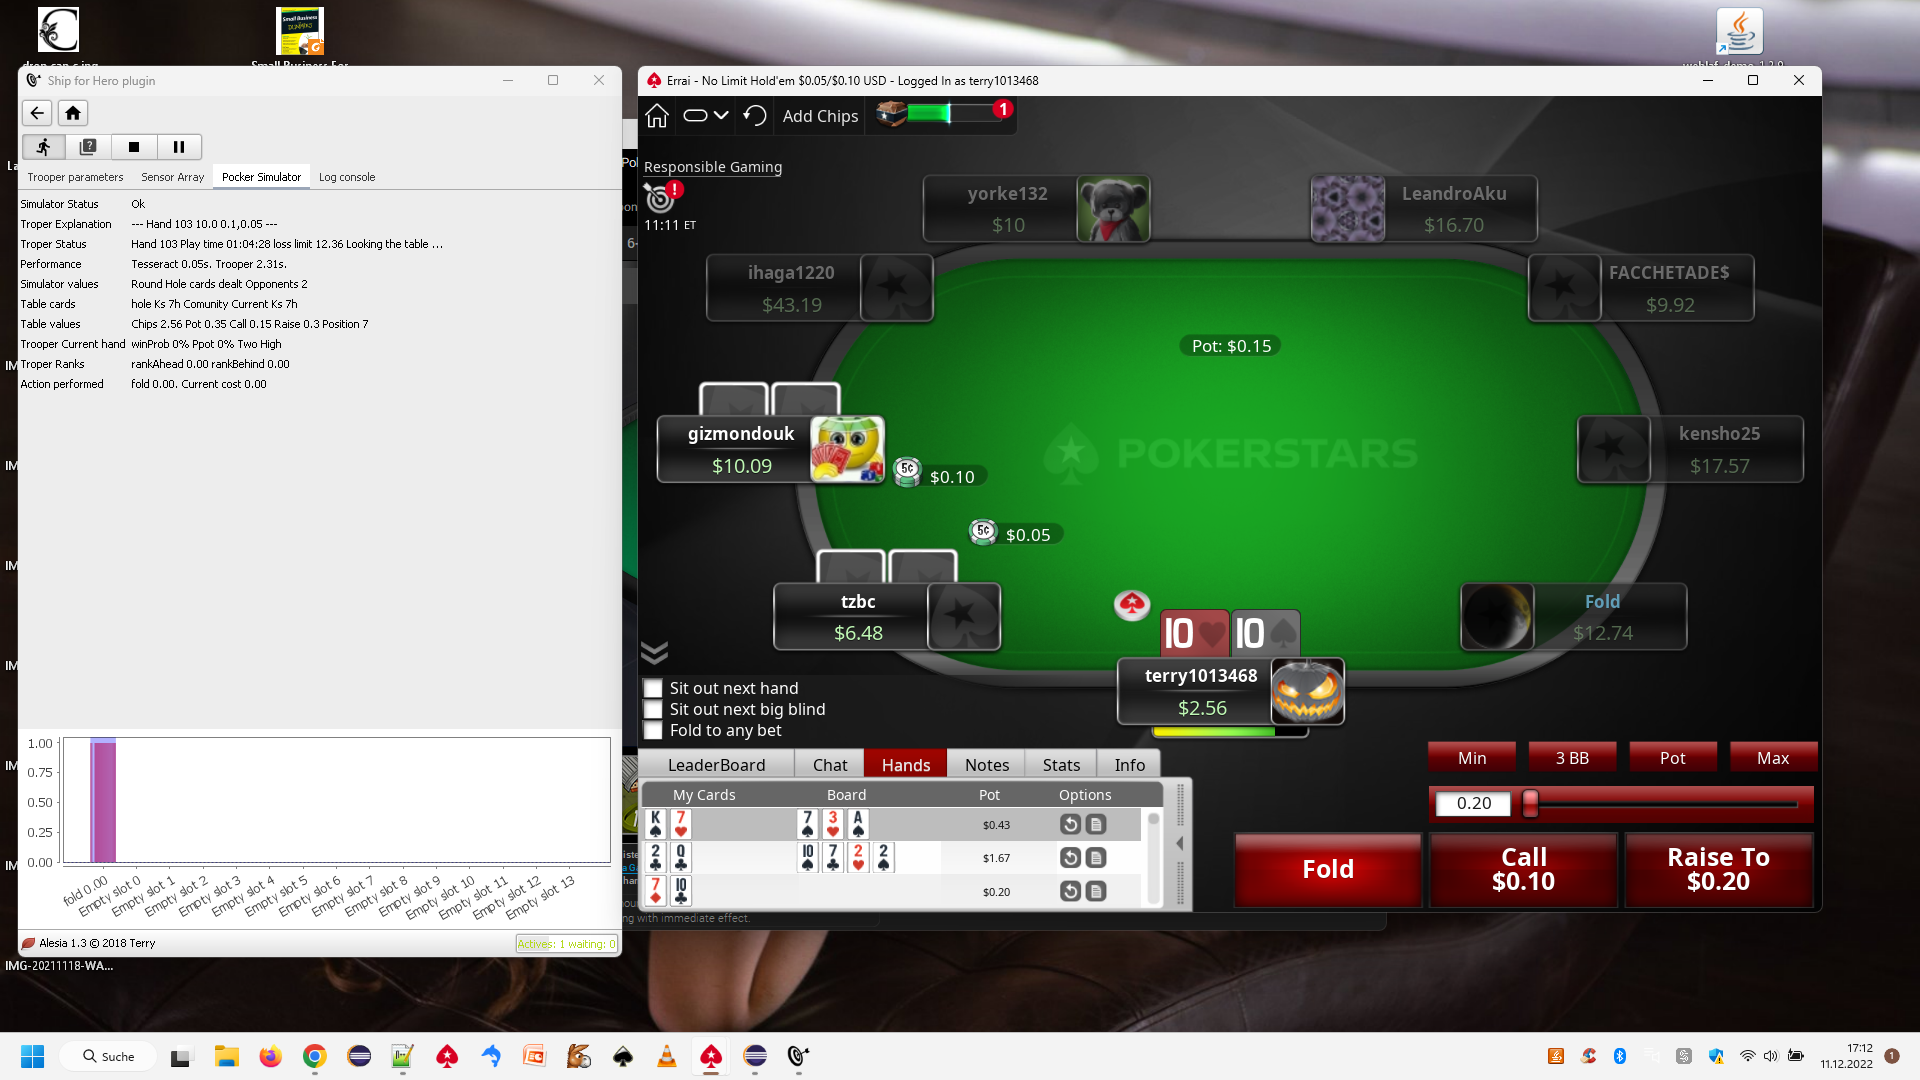 Ship for Hero plugin
Trooper parameters
Sensor Array
Pocker Simulator
Log console
Simulator Status Ok
Troper Explanation --- Hand 103 10.0 0.1,0.05 ---
Troper Status Hand 103 Play time 01:04:28 loss limit 12.36 Looking the table ...
Performance Tesseract 0.05s. Trooper 2.31s.
Simulator values Round Hole cards dealt Opponents 2
Table cards hole Ks 7h Comunity Current Ks 7h
Table values Chips 2.56 Pot 0.35 Call 0.15 Raise 0.3 Position 7
Trooper Current hand winProb 0% Ppot 0% Two High
Troper Ranks rankAhead 0.00 rankBehind 0.00
Action performed fold 0.00. Current cost 0.00
1.00
0.75
0.50
0.25
0.00
fold 0.00
Empty slot 0
Empty slot 1
Empty slot 2
Empty slot 3
Empty slot 4
Empty slot 5
Empty slot 6
Empty slot 7
Empty slot 8
Empty slot 9
Empty slot 10
Empty slot 11
Empty slot 12
Empty slot 13
Alesia 1.3 © 2018 Terry
Actives: 1 waiting: 0
IMG-20211118-WA...
Errai - No Limit Hold'em $0.05/$0.10 USD - Logged In as terry1013468
Add Chips
1
Responsible Gaming
11:11 ET
yorke132
$10
LeandroAku
$16.70
ihaga1220
$43.19
FACCHETADE$
$9.92
Pot: $0.15
gizmondouk
$10.09
5¢ $0.10
POKERSTARS
kensho25
$17.57
5¢ $0.05
tzbc
$6.48
10 10
terry1013468
$2.56
Fold
$12.74
Sit out next hand
Sit out next big blind
Fold to any bet
LeaderBoard
Chat
Hands
Notes
Stats
Info
My Cards Board Pot Options
K 7 7 3 A $0.43
2 Q 10 7 2 2 $1.67
7 10 $0.20
Min
3 BB
Pot
Max
0.20
Fold
Call
$0.10
Raise To
$0.20
ng with immediate effect.
Suche
17:12
11.12.2022
1